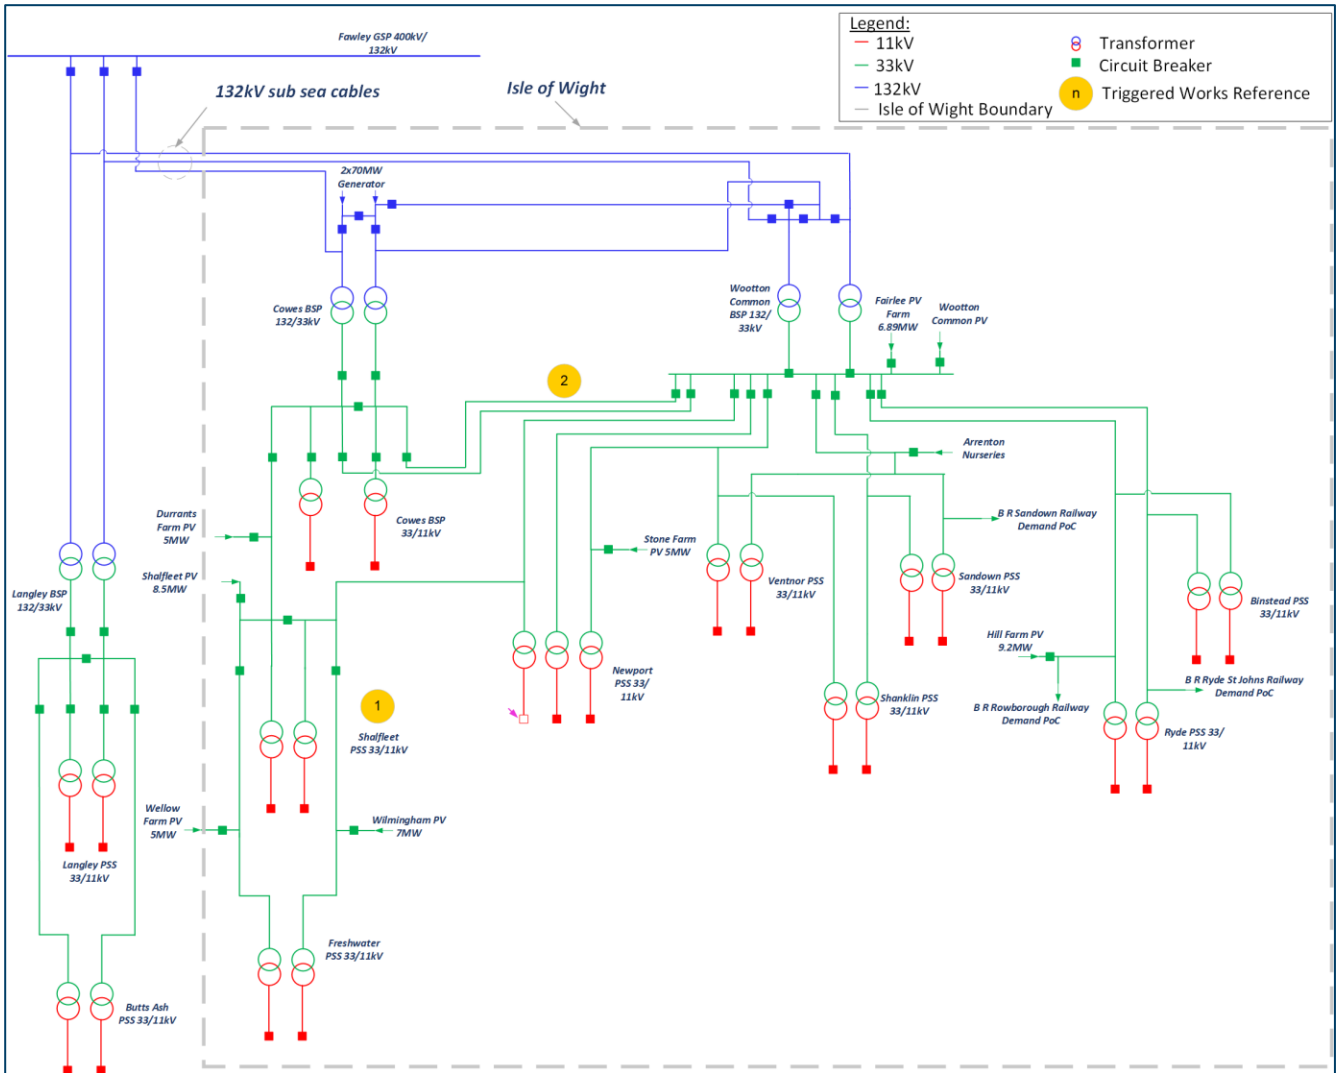 Fawley GSP 400kV/
132kV
132kV sub sea cables
Isle of Wight
Legend:
11kV
33kV
132kV
Isle of Wight Boundary
Transformer
Circuit Breaker
n
Triggered Works Reference
2x70MW
Generator
Cowes BSP
132/33kV
Wootton
Common
BSP 132/
33kV
Fairlee PV
Farm
6.89MW
Wootton
Common PV
2
Arrenton
Nurseries
Durrants
Farm PV
5MW
Cowes BSP
33/11kV
Stone Farm
PV 5MW
B R Sandown Railway
Demand PoC
Shalfleet PV
8.5MW
Langley BSP
132/33kV
Ventnor PSS
33/11kV
Sandown PSS
33/11kV
Binstead PSS
33/11kV
Hill Farm PV
9.2MW
Newport
PSS 33/
11kV
B R Ryde St Johns Railway
Demand PoC
1
Shalfleet
PSS 33/11kV
Shanklin PSS
33/11kV
B R Rowborough Railway
Demand PoC
Ryde PSS 33/
11kV
Wellow
Farm PV
5MW
Wilmingham PV
7MW
Langley PSS
33/11kV
Freshwater
PSS 33/11kV
Butts Ash
PSS 33/11kV